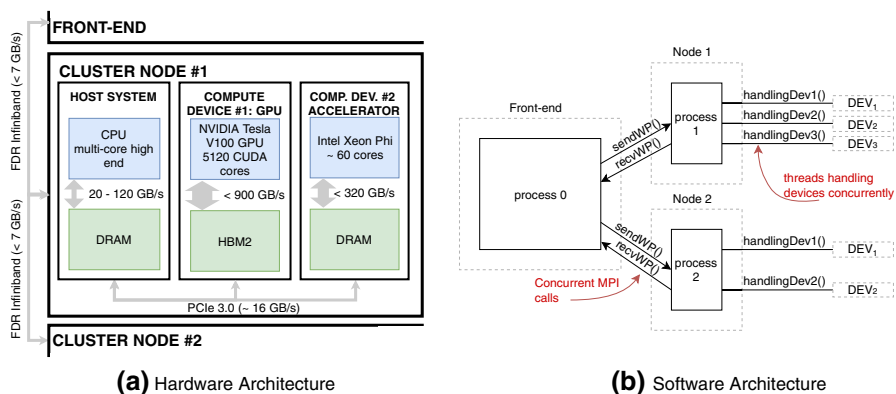 FRONT-END
FDR Infiniband (< 7 GB/s)
CLUSTER NODE #1
HOST SYSTEM
CPU
multi-core high
end
20 - 120 GB/s
DRAM
COMPUTE
DEVICE #1: GPU
NVIDIA Tesla
V100 GPU
5120 CUDA
cores
< 900 GB/s
HBM2
COMP. DEV. #2
ACCELERATOR
Intel Xeon Phi
~ 60 cores
< 320 GB/s
DRAM
PCIe 3.0 (~ 16 GB/s)
FDR Infiniband (< 7 GB/s)
CLUSTER NODE #2
(a) Hardware Architecture
Front-end
process 0
sendWP()
recvWP()
Node 1
process
1
handlingDev1()
DEV1
handlingDev2()
DEV2
handlingDev3()
DEV3
threads handling
devices concurrently
sendWP()
recvWP()
Concurrent MPI
calls
Node 2
process
2
handlingDev1()
DEV1
handlingDev2()
DEV2
(b) Software Architecture